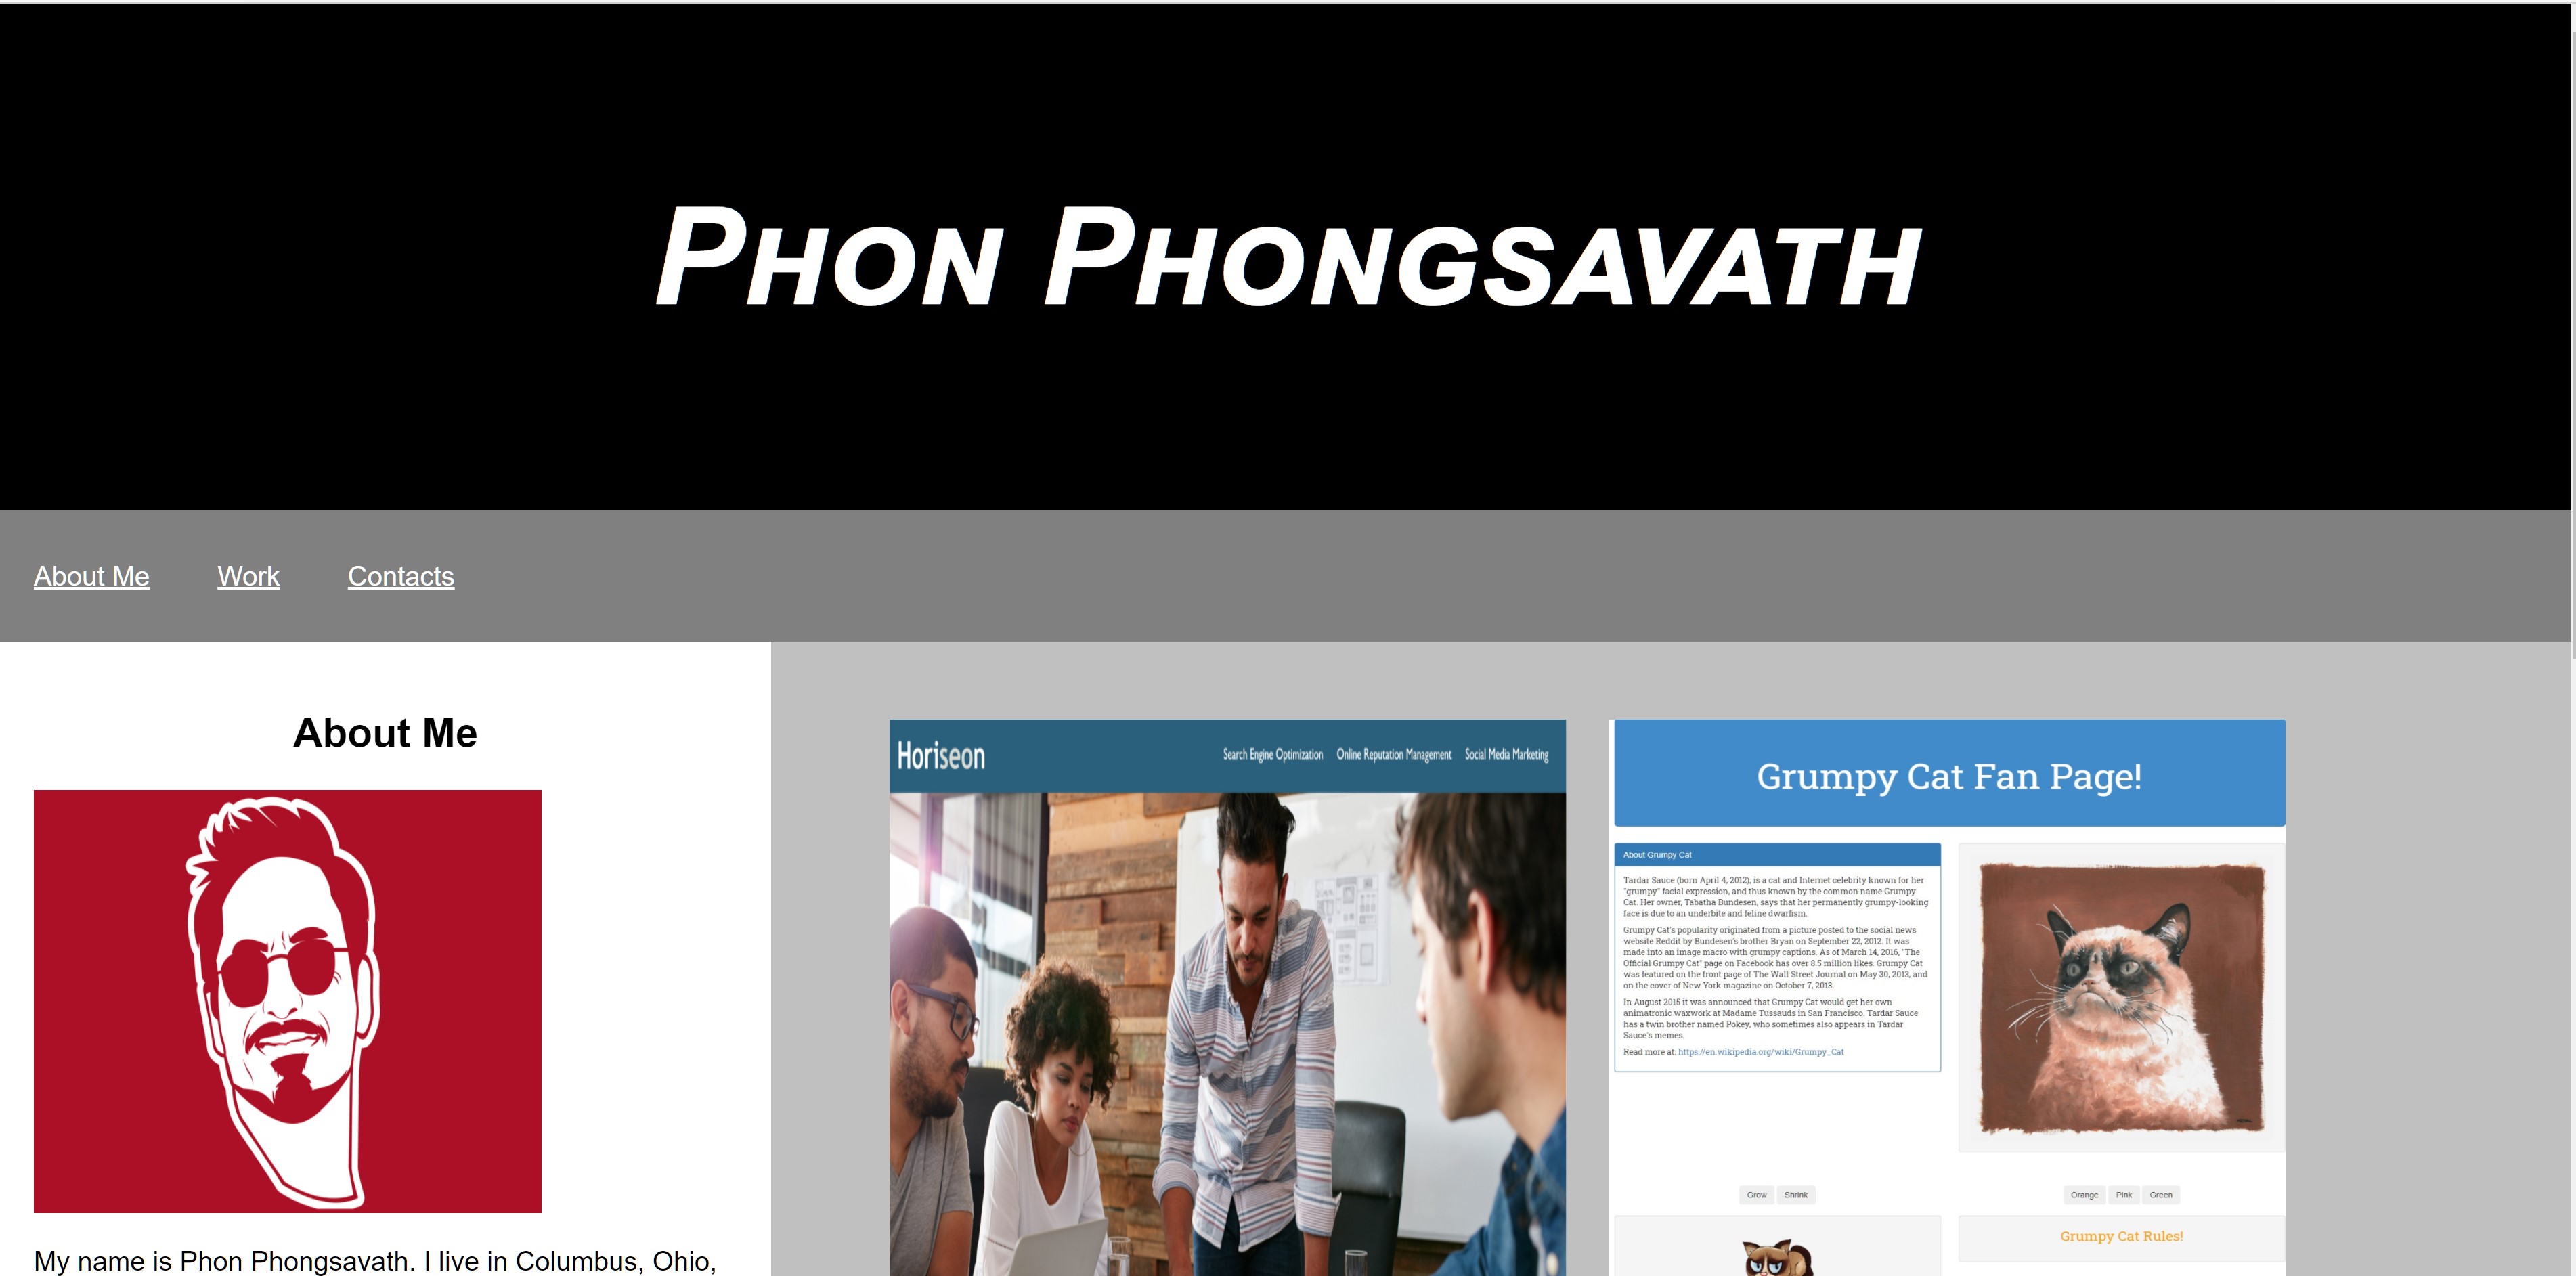 Phon Phongsavath
About Me
Work
Contacts
About Me
My name is Phon Phongsavath. I live in Columbus, Ohio,
Horiseon
Search Engine Optimization
Online Reputation Management
Social Media Marketing
Grumpy Cat Fan Page!
About Grumpy Cat
Tardar Sauce (born April 4, 2012), is a cat and Internet celebrity known for her
"grumpy" facial expression, and thus known by the common name Grumpy
Cat. Her owner, Tabatha Bundesen, says that her permanently grumpy-looking
face is due to an underbite and feline dwarfism.
Grumpy Cat's popularity originated from a picture posted to the social news
website Reddit by Bundesen's brother Bryan on September 22, 2012. It was
made into an image macro with grumpy captions. As of March 14, 2016, "The
Official Grumpy Cat" page on Facebook has over 8.5 million likes. Grumpy Cat
was featured on the front page of The Wall Street Journal on May 30, 2013, and
on the cover of New York magazine on October 7, 2013.
In August 2015 it was announced that Grumpy Cat would get her own
animatronic waxwork at Madame Tussauds in San Francisco. Tardar Sauce
has a twin brother named Pokey, who sometimes also appears in Tardar
Sauce's memes.
Read more at: https://en.wikipedia.org/wiki/Grumpy_Cat
Grow
Shrink
Orange
Pink
Green
Grumpy Cat Rules!